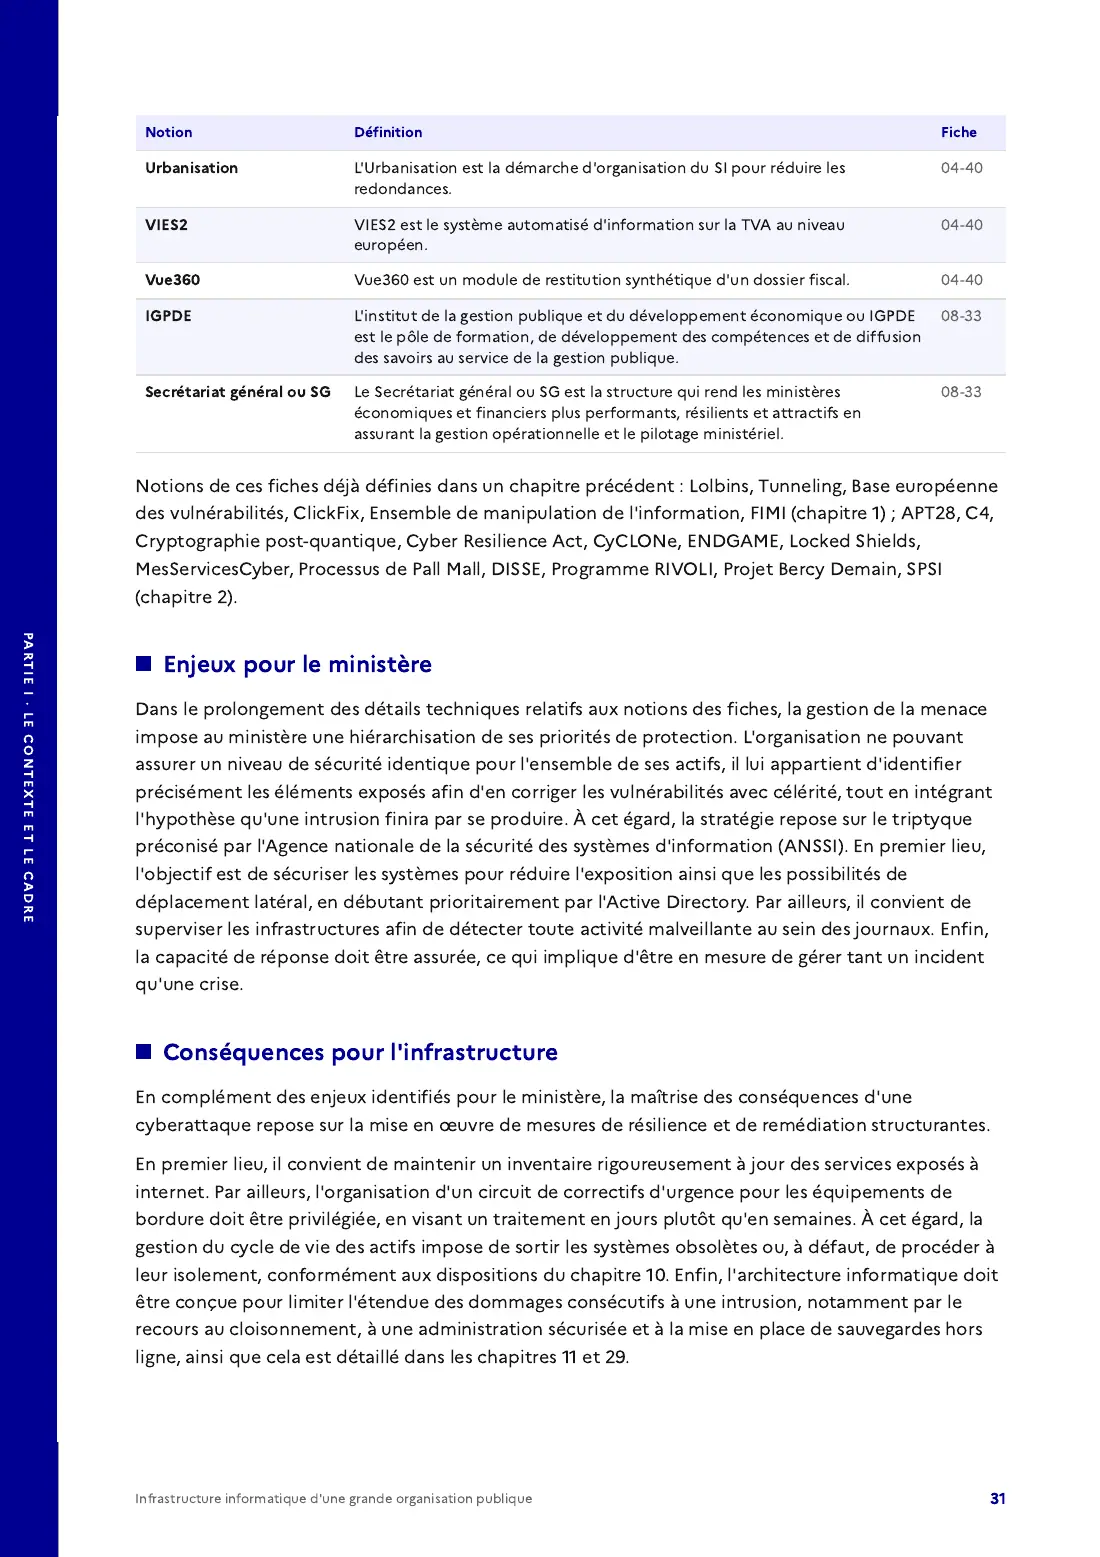 Notion Définition Fiche
Urbanisation L'Urbanisation est la démarche d'organisation du SI pour réduire les 04-40
redondances.
VIES2 VIES2 est le système automatisé d'information sur la TVA au niveau 04-40
européen.
Vue360 Vue360 est un module de restitution synthétique d'un dossier fiscal. 04-40
IGPDE L'institut de la gestion publique et du développement économique ou IGPDE 08-33
est le pôle de formation, de développement des compétences et de diffusion
des savoirs au service de la gestion publique.
Secrétariat général ou SG Le Secrétariat général ou SG est la structure qui rend les ministères 08-33
économiques et financiers plus performants, résilients et attractifs en
assurant la gestion opérationnelle et le pilotage ministériel.
Notions de ces fiches déjà définies dans un chapitre précédent : Lolbins, Tunneling, Base européenne
des vulnérabilités, ClickFix, Ensemble de manipulation de l'information, FIMI (chapitre 1) ; APT28, C4,
Cryptographie post-quantique, Cyber Resilience Act, CyCLONe, ENDGAME, Locked Shields,
MesServicesCyber, Processus de Pall Mall, DISSE, Programme RIVOLI, Projet Bercy Demain, SPSI
(chapitre 2).
PARTIE I · LE CONTEXTE ET LE CADRE
■ Enjeux pour le ministère
Dans le prolongement des détails techniques relatifs aux notions des fiches, la gestion de la menace
impose au ministère une hiérarchisation de ses priorités de protection. L'organisation ne pouvant
assurer un niveau de sécurité identique pour l'ensemble de ses actifs, il lui appartient d'identifier
précisément les éléments exposés afin d'en corriger les vulnérabilités avec célérité, tout en intégrant
l'hypothèse qu'une intrusion finira par se produire. À cet égard, la stratégie repose sur le triptyque
préconisé par l'Agence nationale de la sécurité des systèmes d'information (ANSSI). En premier lieu,
l'objectif est de sécuriser les systèmes pour réduire l'exposition ainsi que les possibilités de
déplacement latéral, en débutant prioritairement par l'Active Directory. Par ailleurs, il convient de
superviser les infrastructures afin de détecter toute activité malveillante au sein des journaux. Enfin,
la capacité de réponse doit être assurée, ce qui implique d'être en mesure de gérer tant un incident
qu'une crise.
■ Conséquences pour l'infrastructure
En complément des enjeux identifiés pour le ministère, la maîtrise des conséquences d'une
cyberattaque repose sur la mise en œuvre de mesures de résilience et de remédiation structurantes.
En premier lieu, il convient de maintenir un inventaire rigoureusement à jour des services exposés à
internet. Par ailleurs, l'organisation d'un circuit de correctifs d'urgence pour les équipements de
bordure doit être privilégiée, en visant un traitement en jours plutôt qu'en semaines. À cet égard, la
gestion du cycle de vie des actifs impose de sortir les systèmes obsolètes ou, à défaut, de procéder à
leur isolement, conformément aux dispositions du chapitre 10. Enfin, l'architecture informatique doit
être conçue pour limiter l'étendue des dommages consécutifs à une intrusion, notamment par le
recours au cloisonnement, à une administration sécurisée et à la mise en place de sauvegardes hors
ligne, ainsi que cela est détaillé dans les chapitres 11 et 29.
Infrastructure informatique d'une grande organisation publique 31